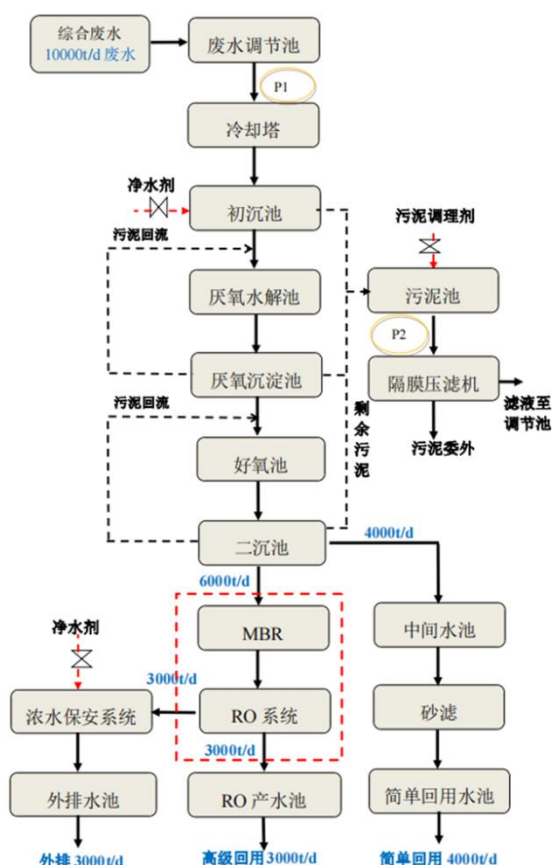 综合废水
10000t/d 废水
废水调节池
P1
冷却塔
净水剂
初沉池
污泥调理剂
污泥回流
厌氧水解池
污泥池
P2
厌氧沉淀池
隔膜压滤机
滤液至
调节池
污泥回流
剩余污泥
污泥委外
好氧池
二沉池
4000t/d
6000t/d
净水剂
MBR
中间水池
3000t/d
浓水保安系统
RO 系统
砂滤
3000t/d
外排水池
RO 产水池
简单回用水池
外排 3000t/d
高级回用3000t/d
简单回用 4000t/d